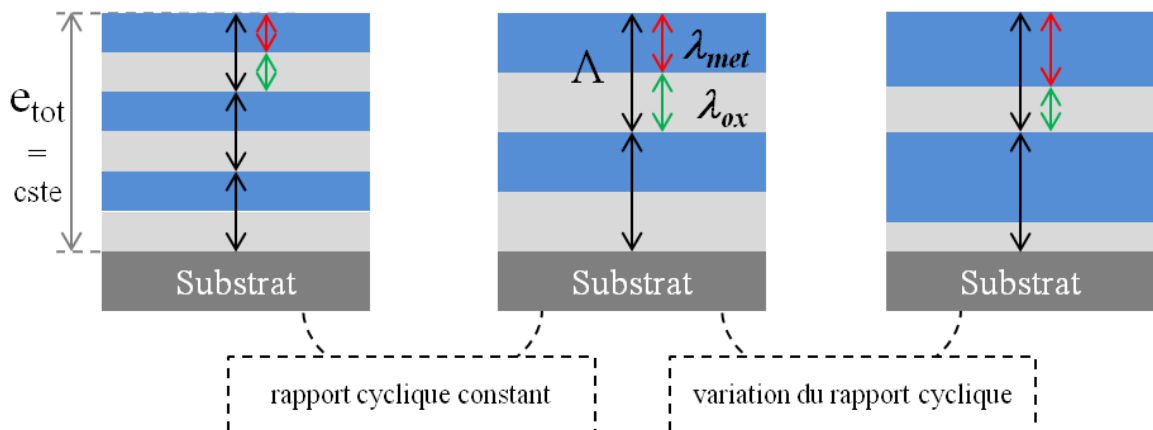 e_tot
=
cste
Λ
λ_met
λ_ox
Substrat
Substrat
Substrat
rapport cyclique constant
variation du rapport cyclique